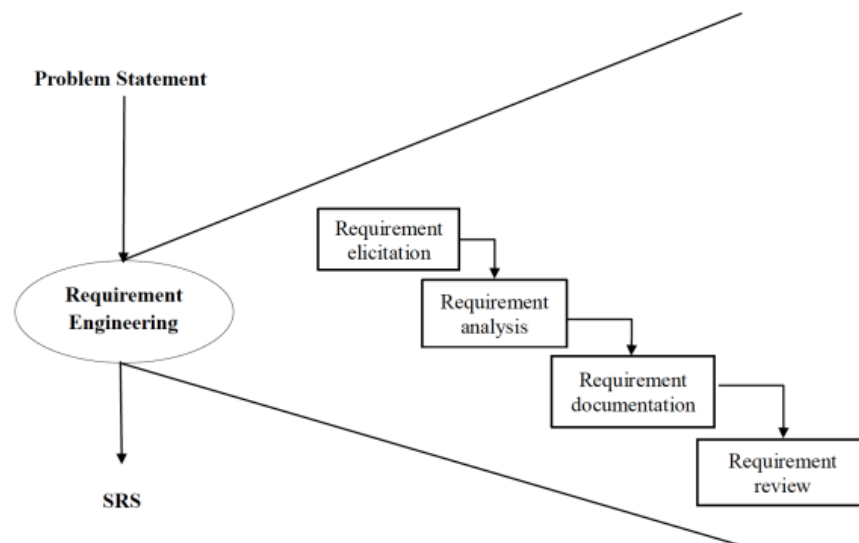 Problem Statement
Requirement
elicitation
Requirement
Engineering
Requirement
analysis
Requirement
documentation
Requirement
review
SRS